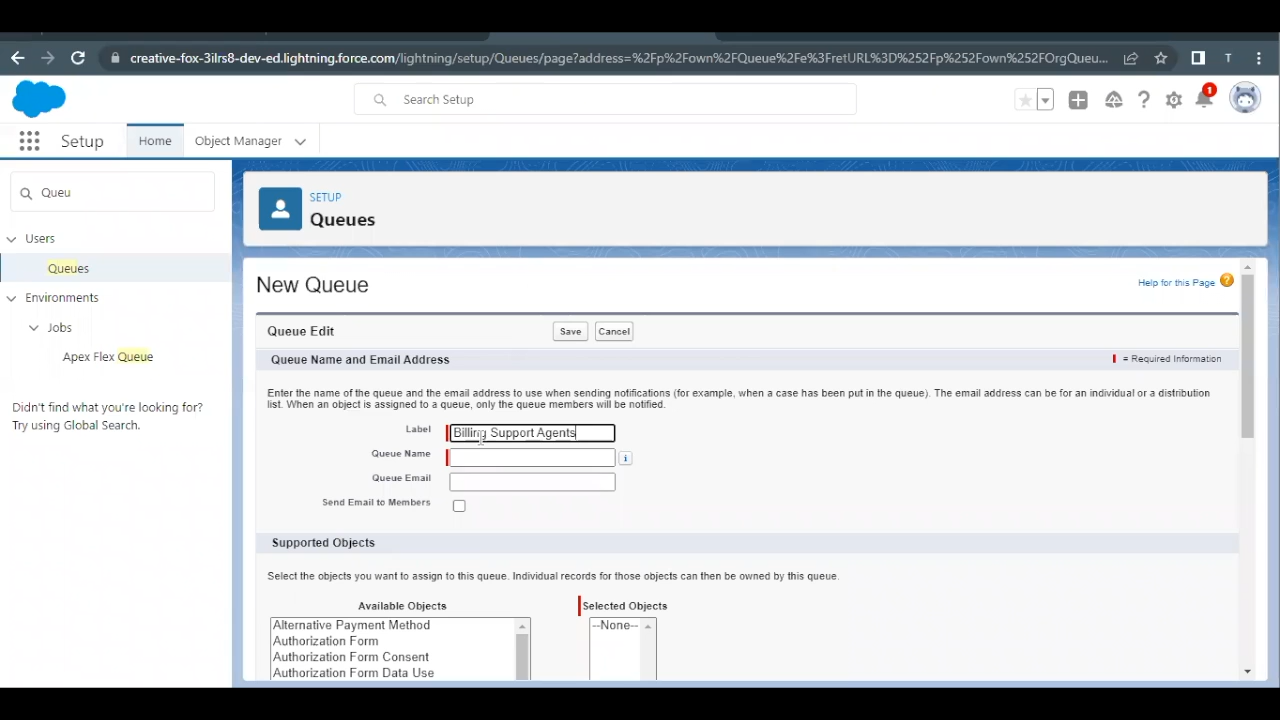 creative-fox-3ilrs8-dev-ed.lightning.force.com/lightning/setup/Queues/page?address=%2Fp%2Fown%2FQueue%2Fe%3FretURL%3D%252Fp%252Fown%252FOrgQueu...
T
Search Setup
1
Setup
Home
Object Manager
Queu
SETUP
Queues
Users
Queues
Environments
Jobs
Apex Flex Queue
Didn't find what you're looking for?
Try using Global Search.
New Queue
Help for this Page
Queue Edit
Save
Cancel
Queue Name and Email Address
= Required Information
Enter the name of the queue and the email address to use when sending notifications (for example, when a case has been put in the queue). The email address can be for an individual or a distribution
list. When an object is assigned to a queue, only the queue members will be notified.
Label
Billing Support Agents
Queue Name
i
Queue Email
Send Email to Members
Supported Objects
Select the objects you want to assign to this queue. Individual records for those objects can then be owned by this queue.
Available Objects
Selected Objects
Alternative Payment Method
--None--
Authorization Form
Authorization Form Consent
Authorization Form Data Use